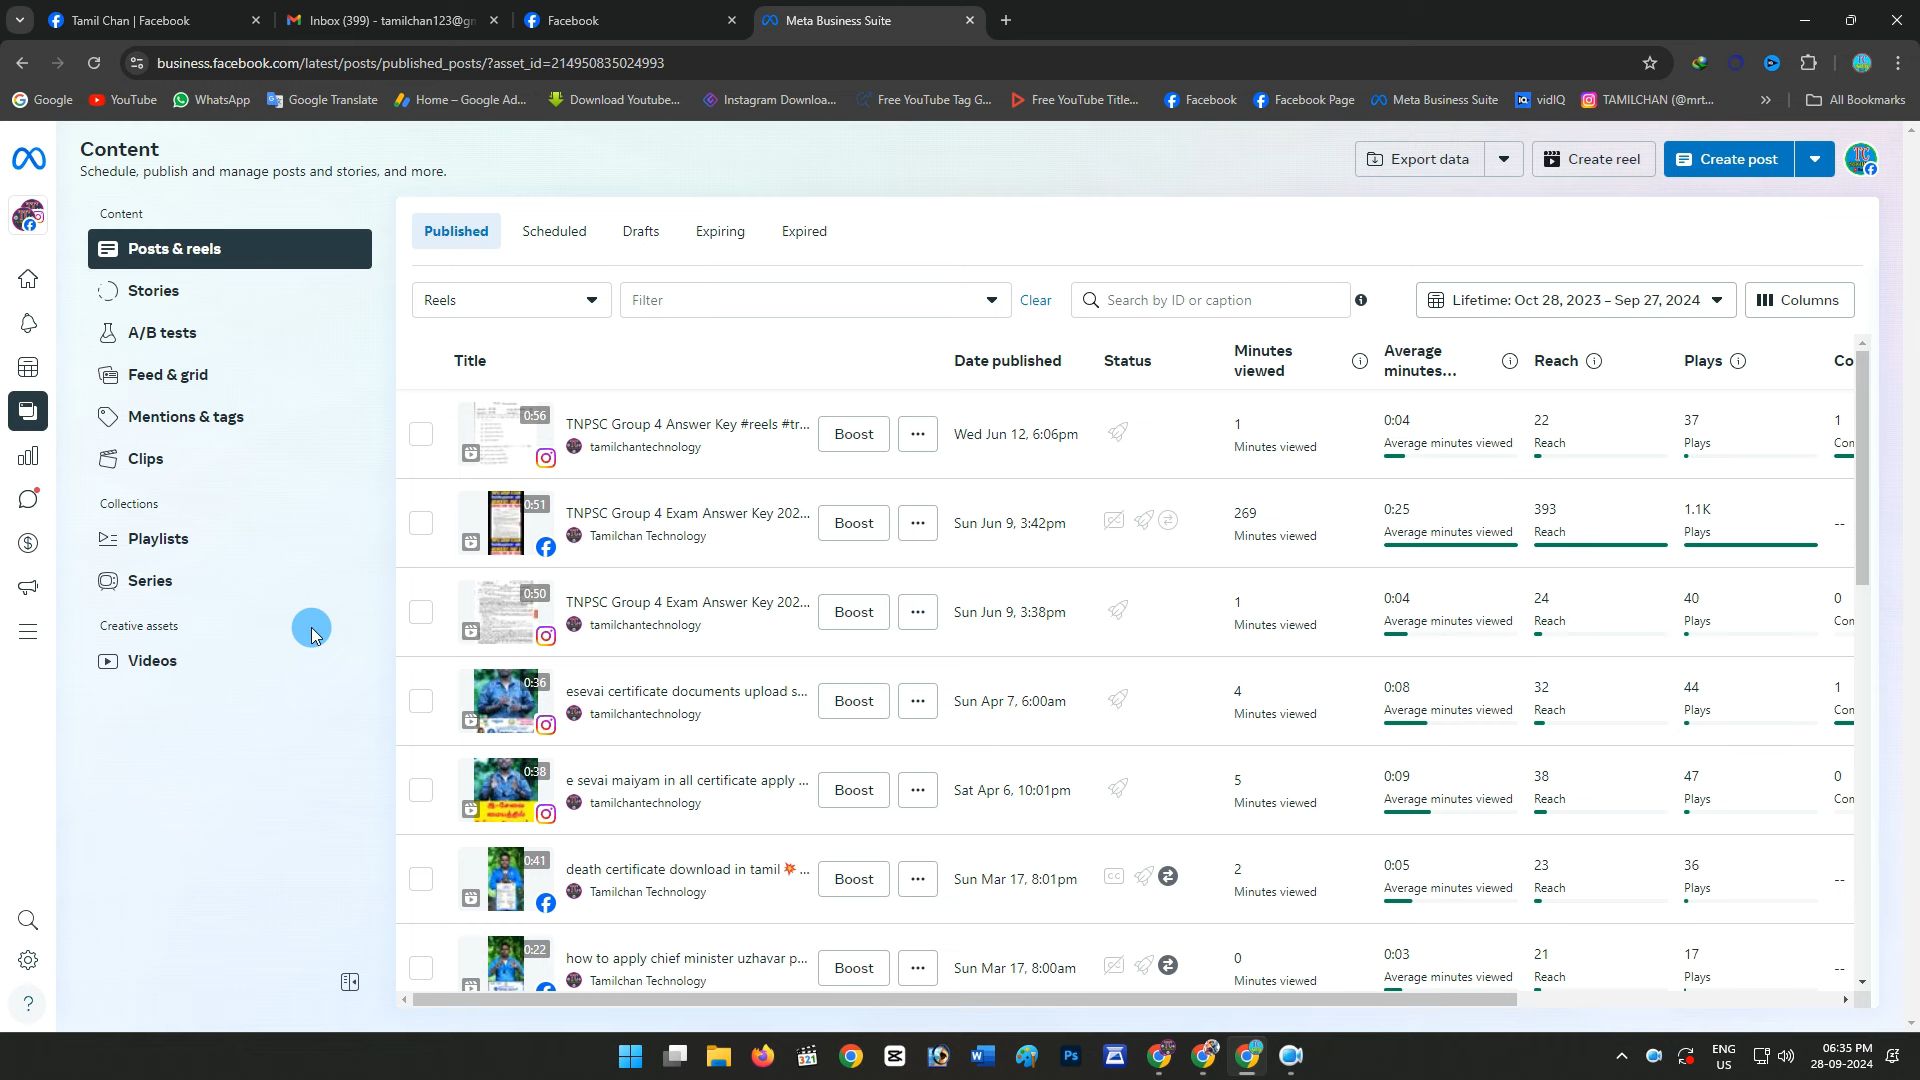 Tamil Chan | Facebook
Inbox (399) - tamilchan123@gm
Facebook
Meta Business Suite
business.facebook.com/latest/posts/published_posts/?asset_id=214950835024993
Google YouTube WhatsApp Google Translate Home – Google Ad... Download Youtube... Instagram Downloa... Free YouTube Tag G... Free YouTube Title... Facebook Facebook Page Meta Business Suite vidIQ TAMILCHAN (@mrt... » All Bookmarks
Content
Schedule, publish and manage posts and stories, and more.
Export data
Create reel
Create post
Content
Posts & reels
Stories
A/B tests
Feed & grid
Mentions & tags
Clips
Collections
Playlists
Series
Creative assets
Videos
Published Scheduled Drafts Expiring Expired
Reels Filter Clear Search by ID or caption Lifetime: Oct 28, 2023 – Sep 27, 2024 Columns
Title Date published Status Minutes viewed Average minutes... Reach Plays Co
0:56 TNPSC Group 4 Answer Key #reels #tr... Boost ... Wed Jun 12, 6:06pm 1 0:04 22 37 1
tamilchantechnology Minutes viewed Average minutes viewed Reach Plays Con
0:51 TNPSC Group 4 Exam Answer Key 202... Boost ... Sun Jun 9, 3:42pm 269 0:25 393 1.1K --
Tamilchan Technology Minutes viewed Average minutes viewed Reach Plays
0:50 TNPSC Group 4 Exam Answer Key 202... Boost ... Sun Jun 9, 3:38pm 1 0:04 24 40 0
tamilchantechnology Minutes viewed Average minutes viewed Reach Plays Con
0:36 esevai certificate documents upload s... Boost ... Sun Apr 7, 6:00am 4 0:08 32 44 1
tamilchantechnology Minutes viewed Average minutes viewed Reach Plays Con
0:38 e sevai maiyam in all certificate apply ... Boost ... Sat Apr 6, 10:01pm 5 0:09 38 47 0
tamilchantechnology Minutes viewed Average minutes viewed Reach Plays Con
0:41 death certificate download in tamil 💥 ... Boost ... Sun Mar 17, 8:01pm 2 0:05 23 36 --
Tamilchan Technology Minutes viewed Average minutes viewed Reach Plays
0:22 how to apply chief minister uzhavar p... Boost ... Sun Mar 17, 8:00am 0 0:03 21 17 --
Tamilchan Technology Minutes viewed Average minutes viewed Reach Plays
ENG
US
06:35 PM
28-09-2024